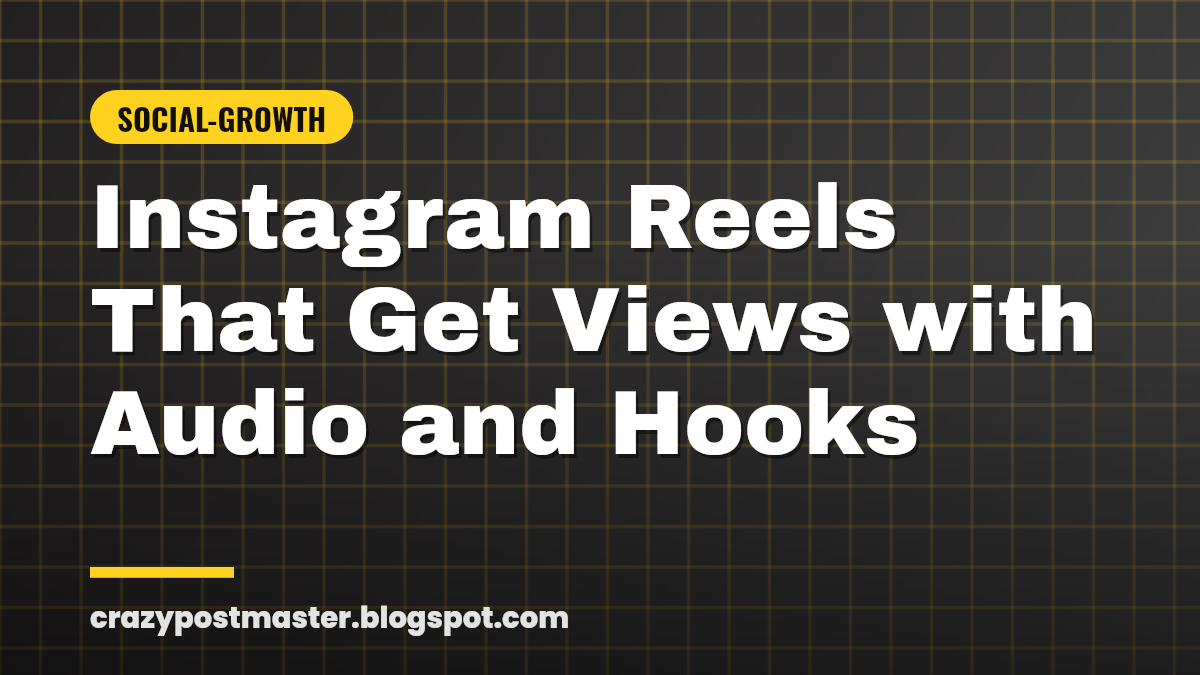 SOCIAL-GROWTH
Instagram Reels
That Get Views with
Audio and Hooks
crazypostmaster.blogspot.com